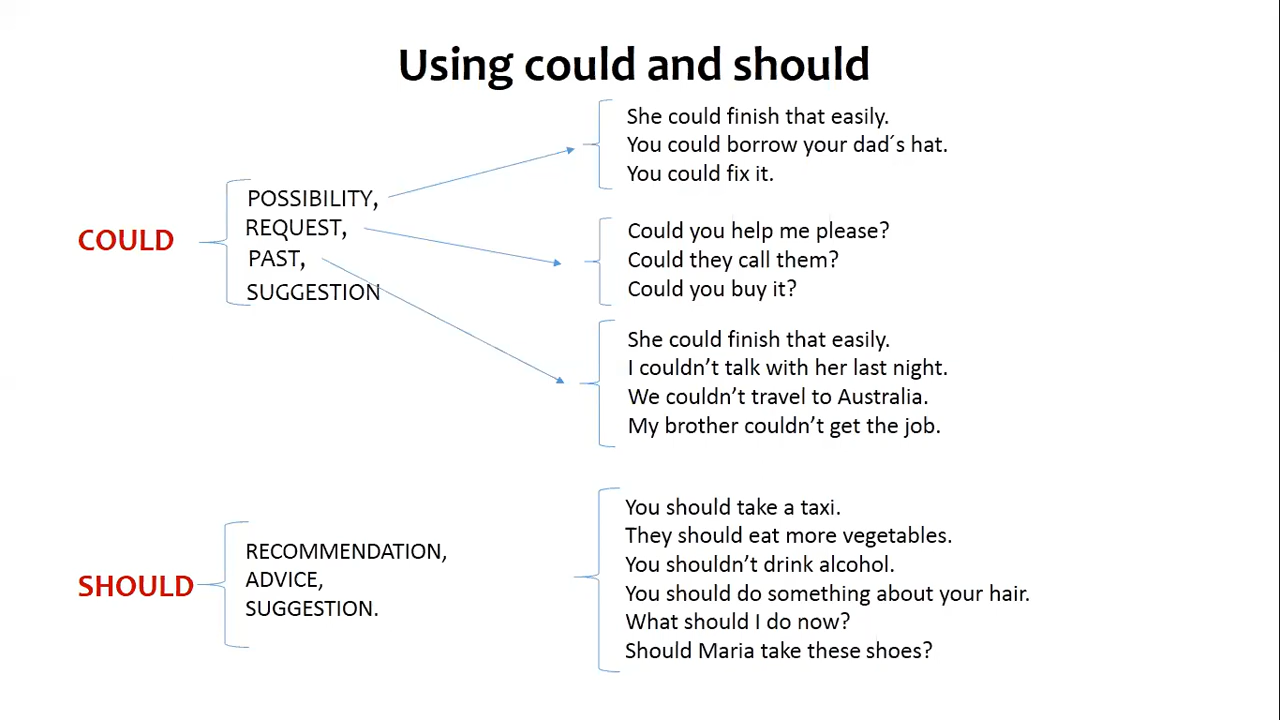 Using could and should
COULD
POSSIBILITY,
REQUEST,
PAST,
SUGGESTION
She could finish that easily.
You could borrow your dad´s hat.
You could fix it.
Could you help me please?
Could they call them?
Could you buy it?
She could finish that easily.
I couldn’t talk with her last night.
We couldn’t travel to Australia.
My brother couldn’t get the job.
SHOULD
RECOMMENDATION,
ADVICE,
SUGGESTION.
You should take a taxi.
They should eat more vegetables.
You shouldn’t drink alcohol.
You should do something about your hair.
What should I do now?
Should Maria take these shoes?